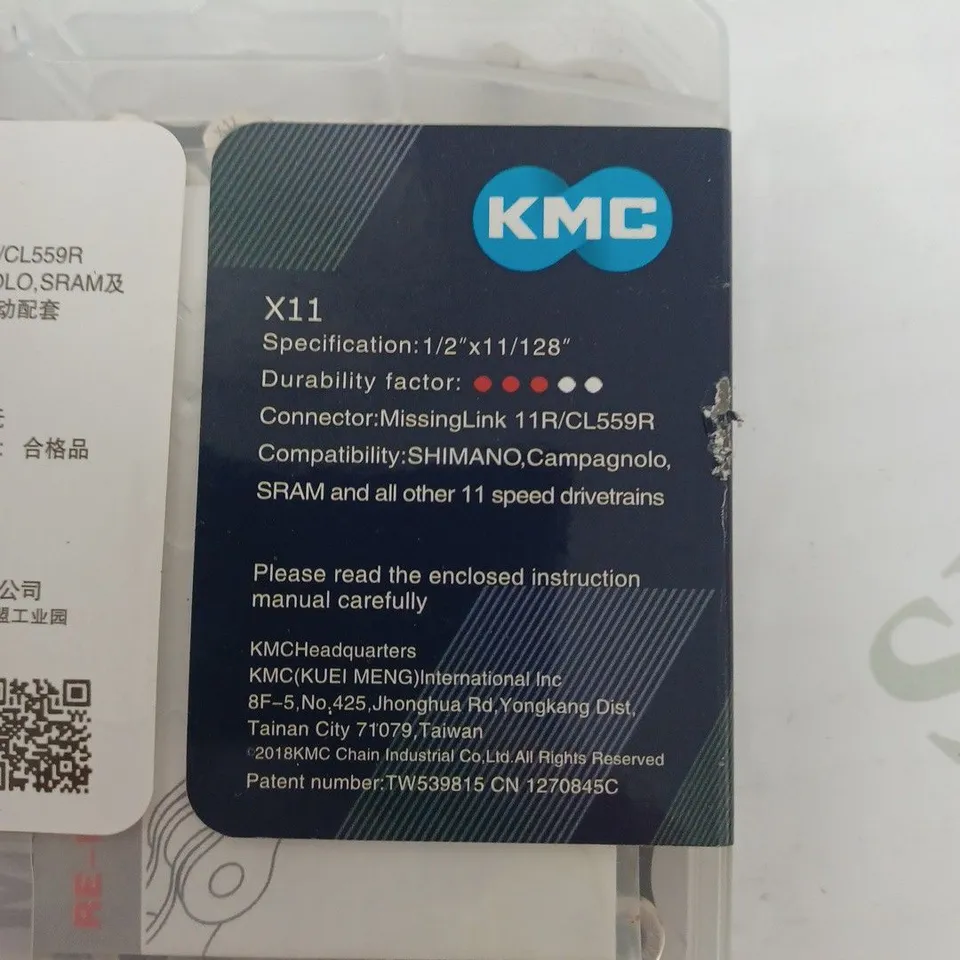 /CL559R
OLO,SRAM及
动配套
合格品
公司
盟工业园
KMC
X11
Specification:1/2"x11/128"
Durability factor:
Connector:MissingLink 11R/CL559R
Compatibility:SHIMANO,Campagnolo,
SRAM and all other 11 speed drivetrains
Please read the enclosed instruction
manual carefully
KMCHeadquarters
KMC(KUEI MENG)International Inc
8F-5,No,425,Jhonghua Rd,Yongkang Dist,
Tainan City 71079,Taiwan
©2018KMC Chain Industrial Co,Ltd.All Rights Reserved
Patent number:TW539815 CN 1270845C
RE-